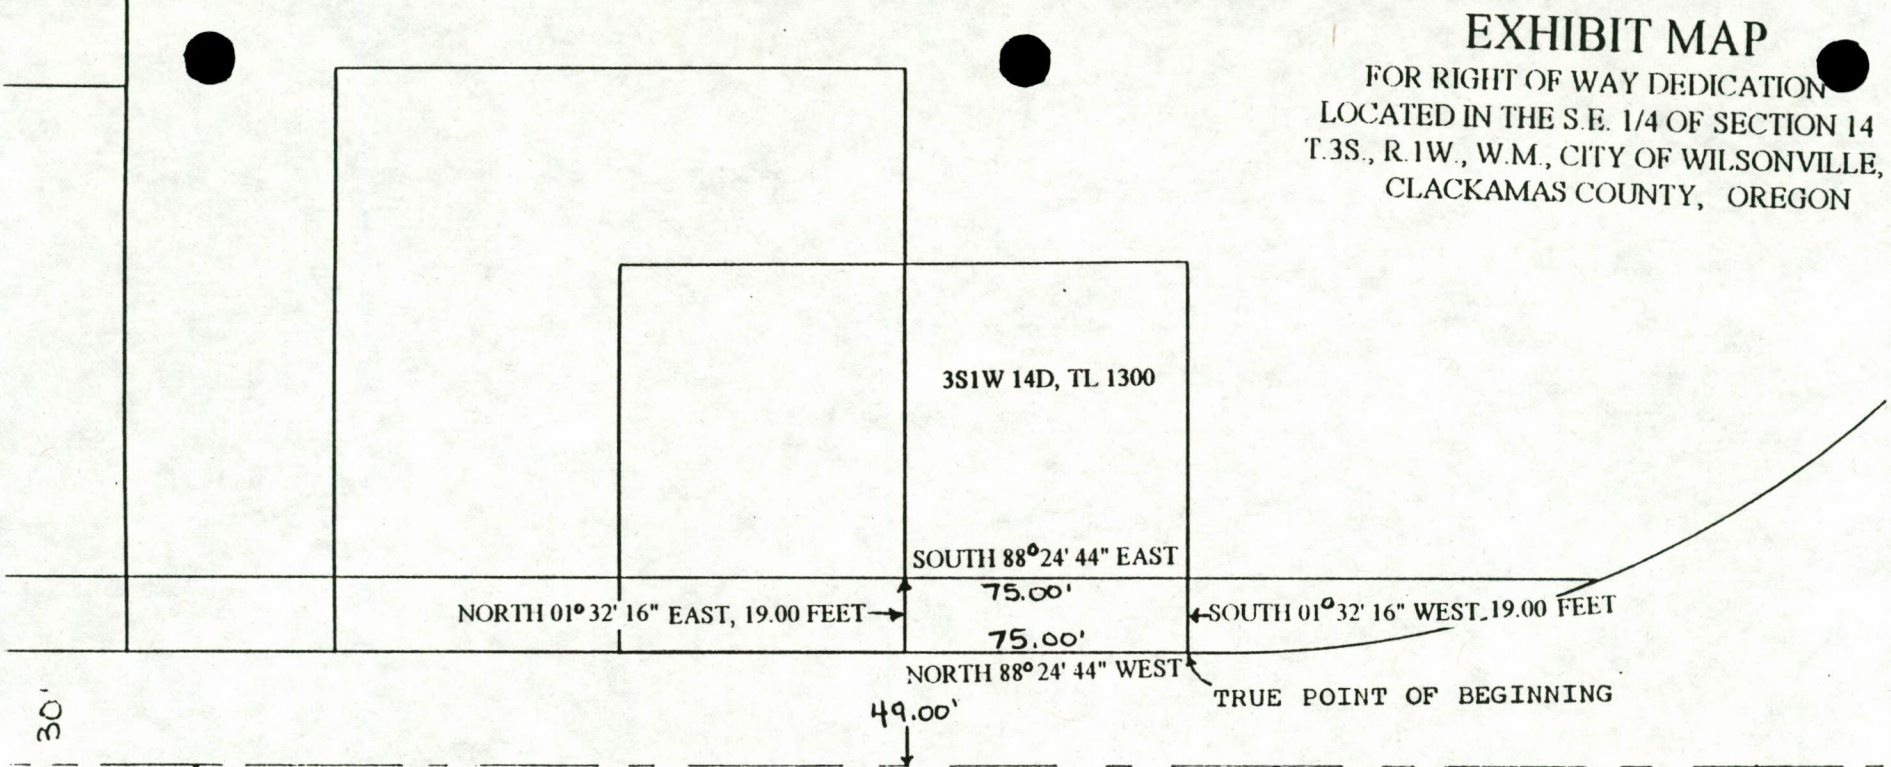 EXHIBIT MAP
FOR RIGHT OF WAY DEDICATION
LOCATED IN THE S.E. 1/4 OF SECTION 14
T.3S., R.1W., W.M., CITY OF WILSONVILLE,
CLACKAMAS COUNTY, OREGON
3S1W 14D, TL 1300
SOUTH 88° 24' 44" EAST
75.00'
NORTH 01° 32' 16" EAST, 19.00 FEET
SOUTH 01° 32' 16" WEST, 19.00 FEET
75.00'
NORTH 88° 24' 44" WEST
TRUE POINT OF BEGINNING
49.00'
30'